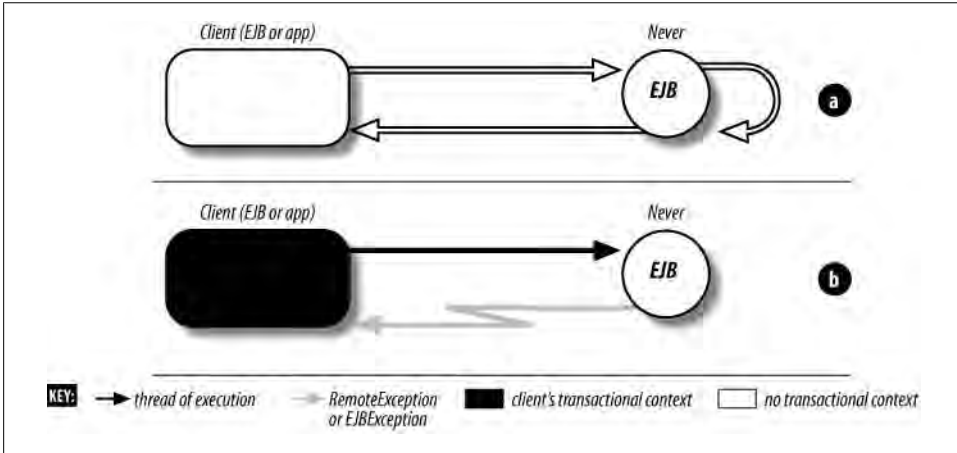 Client (EJB or app)
Never
EJB
a
Client (EJB or app)
Never
EJB
b
KEY:
thread of execution
RemoteException
or EJBException
client's transactional context
no transactional context